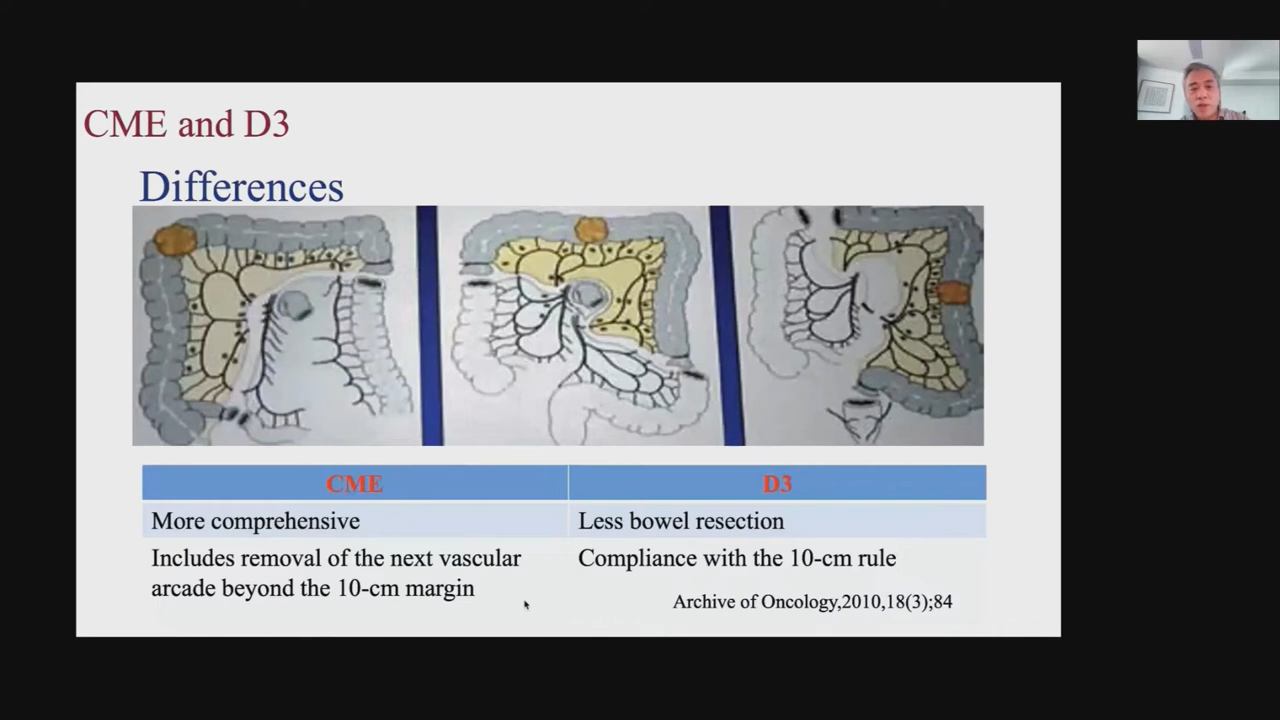 CME and D3
Differences
CME
D3
More comprehensive
Less bowel resection
Includes removal of the next vascular
arcade beyond the 10-cm margin
Compliance with the 10-cm rule
Archive of Oncology,2010,18(3);84